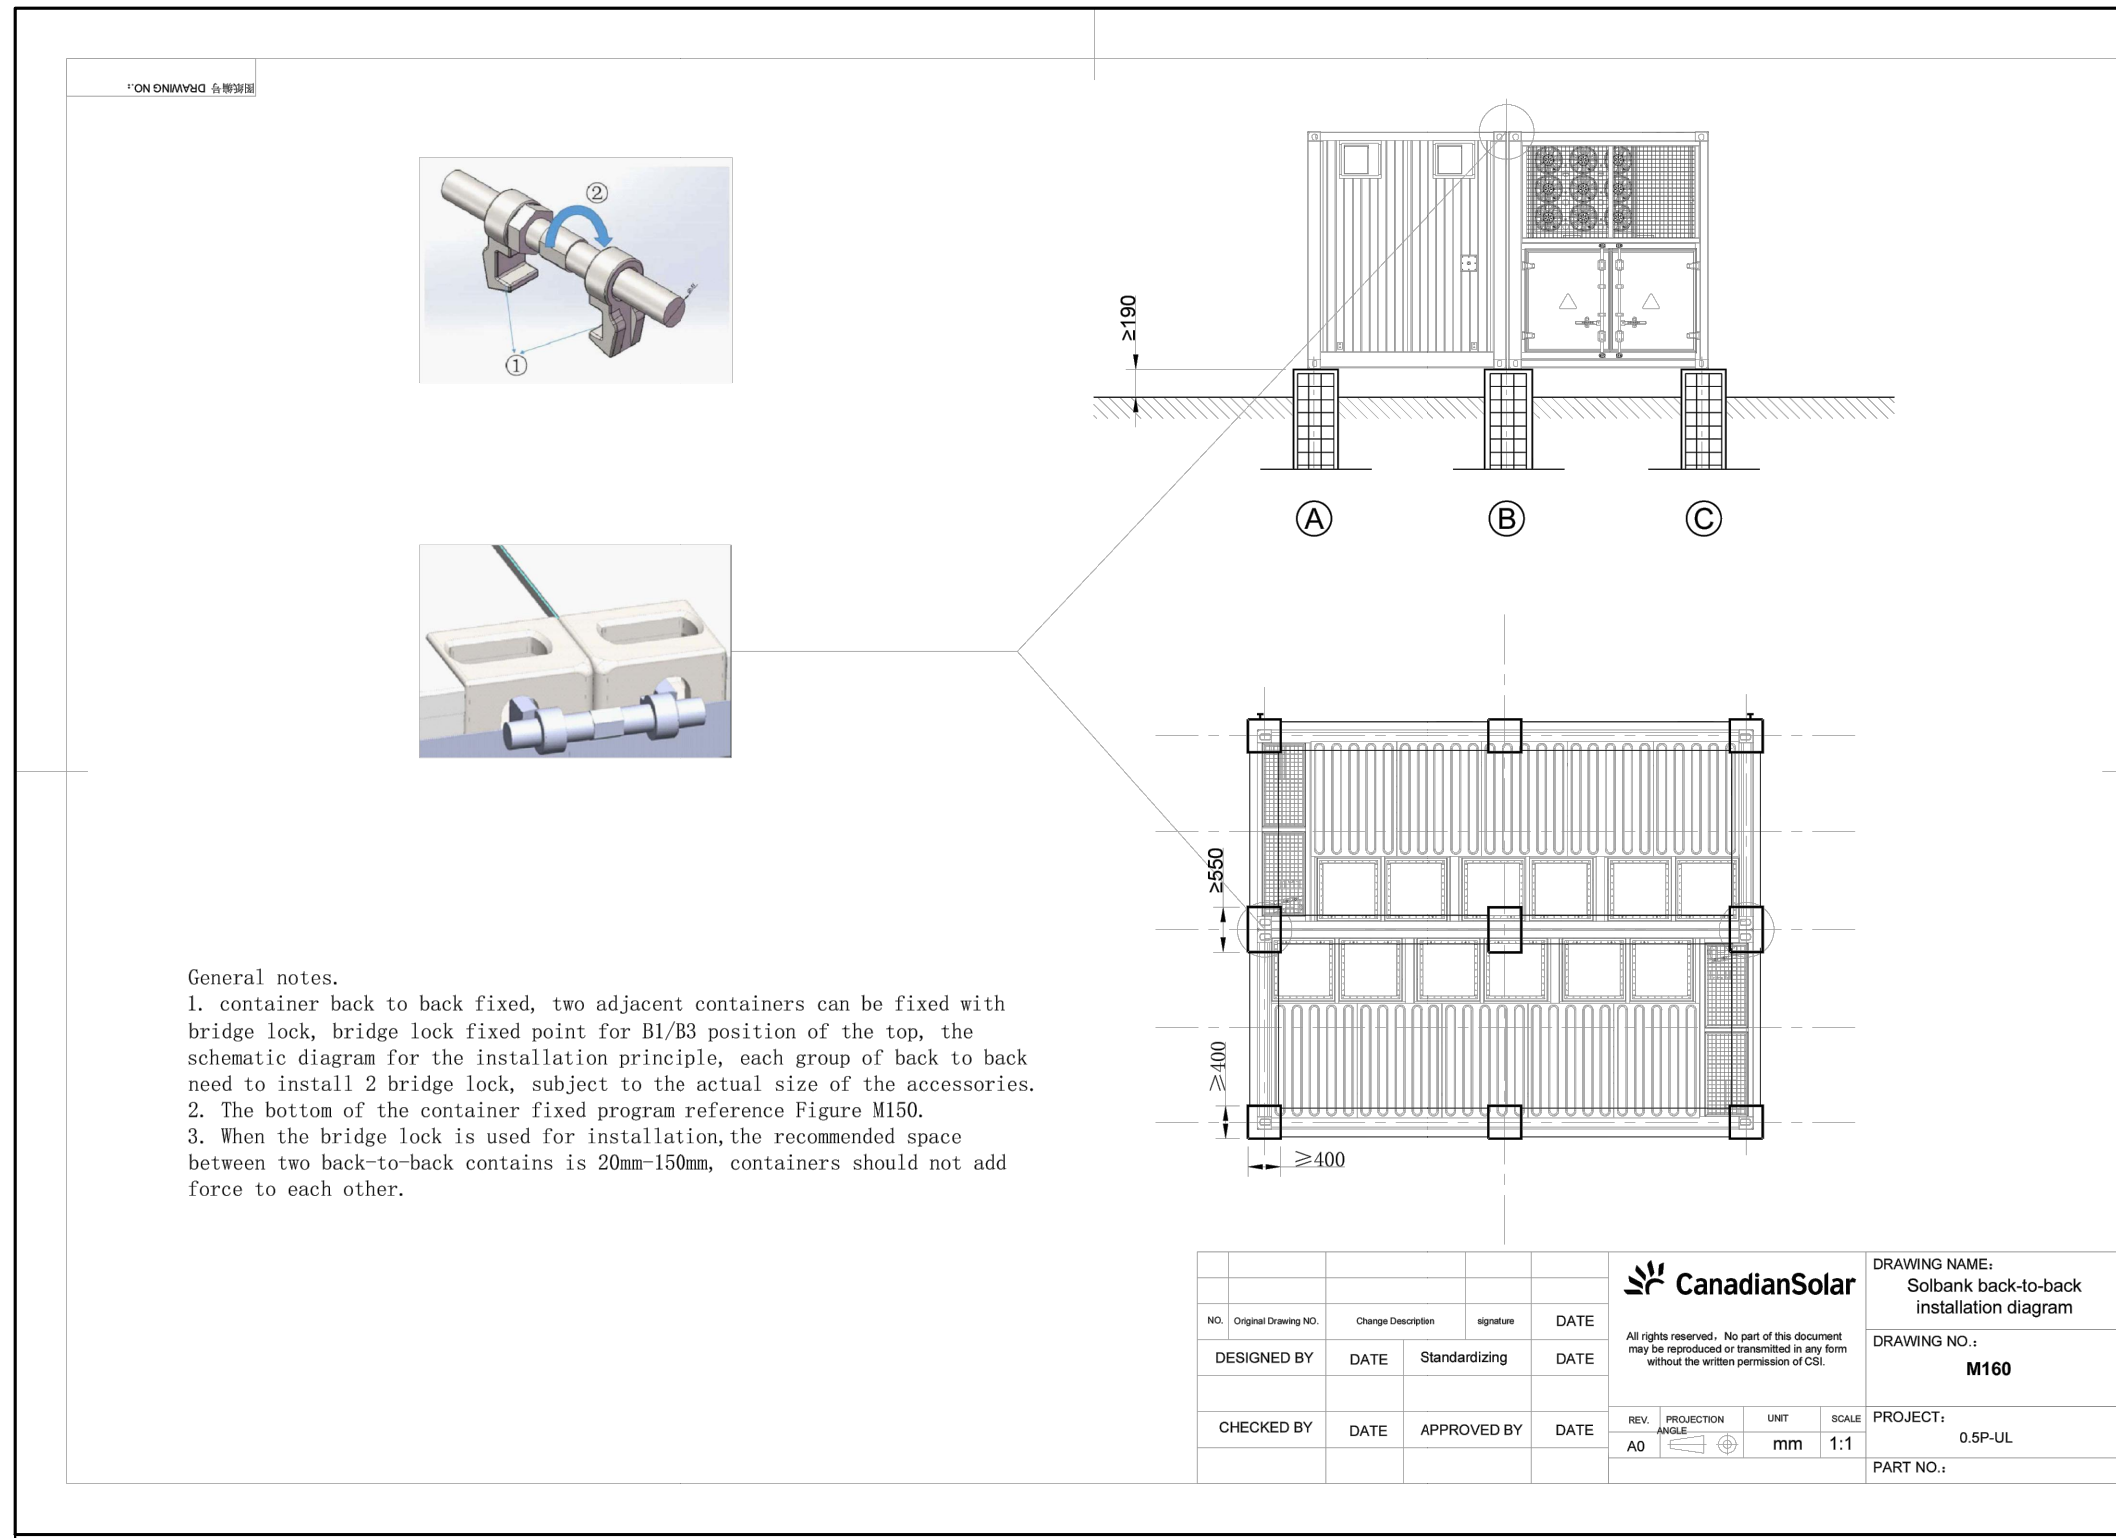 图纸编号 DRAWING NO.:
②
①
≥190
A
B
C
≥550
≥400
≥400
General notes.
1. container back to back fixed, two adjacent containers can be fixed with
bridge lock, bridge lock fixed point for B1/B3 position of the top, the
schematic diagram for the installation principle, each group of back to back
need to install 2 bridge lock, subject to the actual size of the accessories.
2. The bottom of the container fixed program reference Figure M150.
3. When the bridge lock is used for installation,the recommended space
between two back-to-back contains is 20mm-150mm, containers should not add
force to each other.
NO. Original Drawing NO. Change Description signature DATE
DESIGNED BY DATE Standardizing DATE
CHECKED BY DATE APPROVED BY DATE
CanadianSolar
All rights reserved，No part of this document
may be reproduced or transmitted in any form
without the written permission of CSI.
REV. PROJECTION ANGLE UNIT SCALE
A0 mm 1:1
DRAWING NAME：
Solbank back-to-back
installation diagram
DRAWING NO.：
M160
PROJECT：
0.5P-UL
PART NO.：